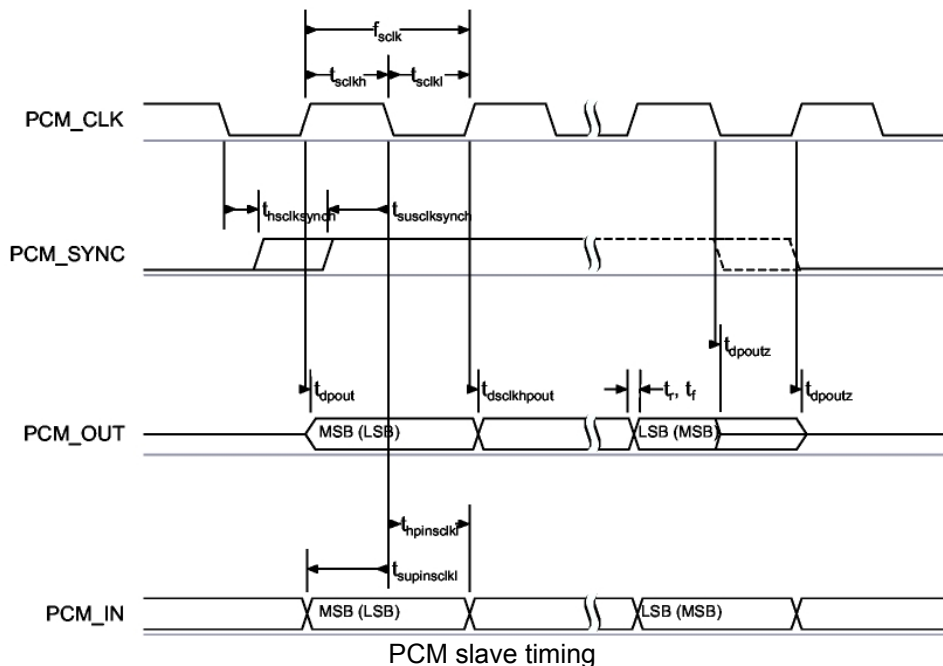 fsclk
tsclkh
tsclkl
PCM_CLK
thsclksynch
tsusclksynch
PCM_SYNC
tdpoutz
tdpout
tdsclkhpout
tr, tf
tdpoutz
PCM_OUT
MSB (LSB)
LSB (MSB)
thpinsclkl
tsupinsclkl
PCM_IN
MSB (LSB)
LSB (MSB)
PCM slave timing